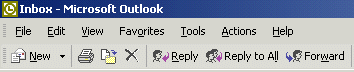 Inbox - Microsoft Outlook
File Edit View Favorites Tools Actions Help
New Reply Reply to All Forward